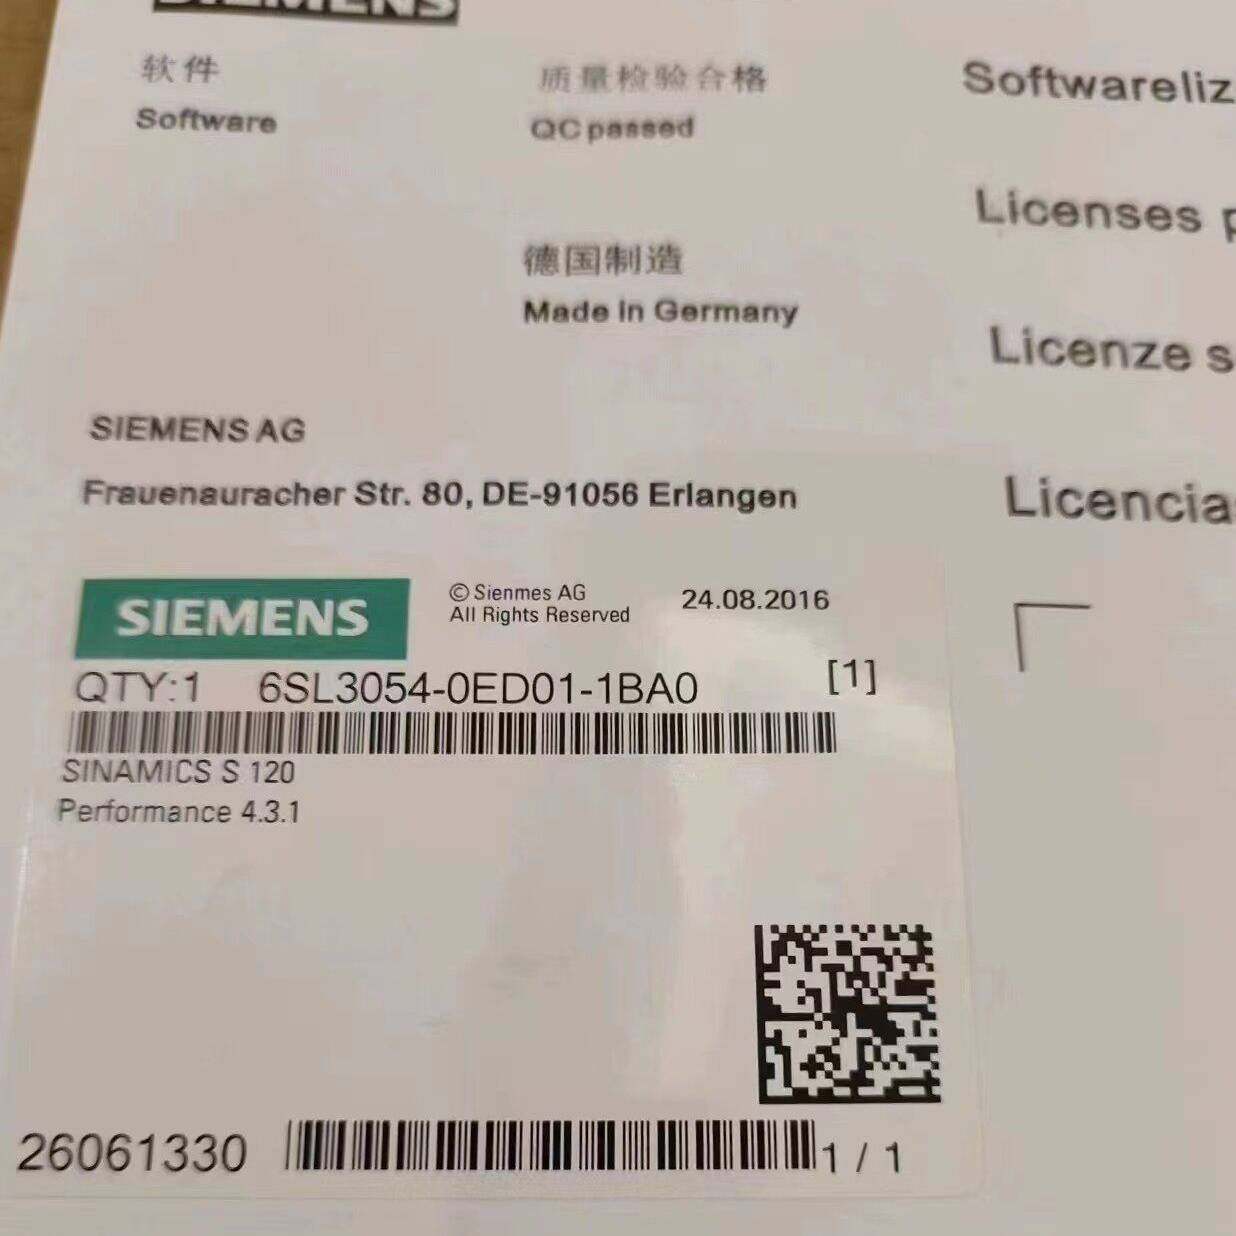 SIEMENS
软件
Software
质量检验合格
QC passed
德国制造
Made In Germany
SIEMENS AG
Frauenauracher Str. 80, DE-91056 Erlangen
Softwareliz
Licenses p
Licenze s
Licencias
SIEMENS
© Sienmes AG
All Rights Reserved
24.08.2016
QTY:1 6SL3054-0ED01-1BA0
[1]
SINAMICS S 120
Performance 4.3.1
26061330
1 / 1